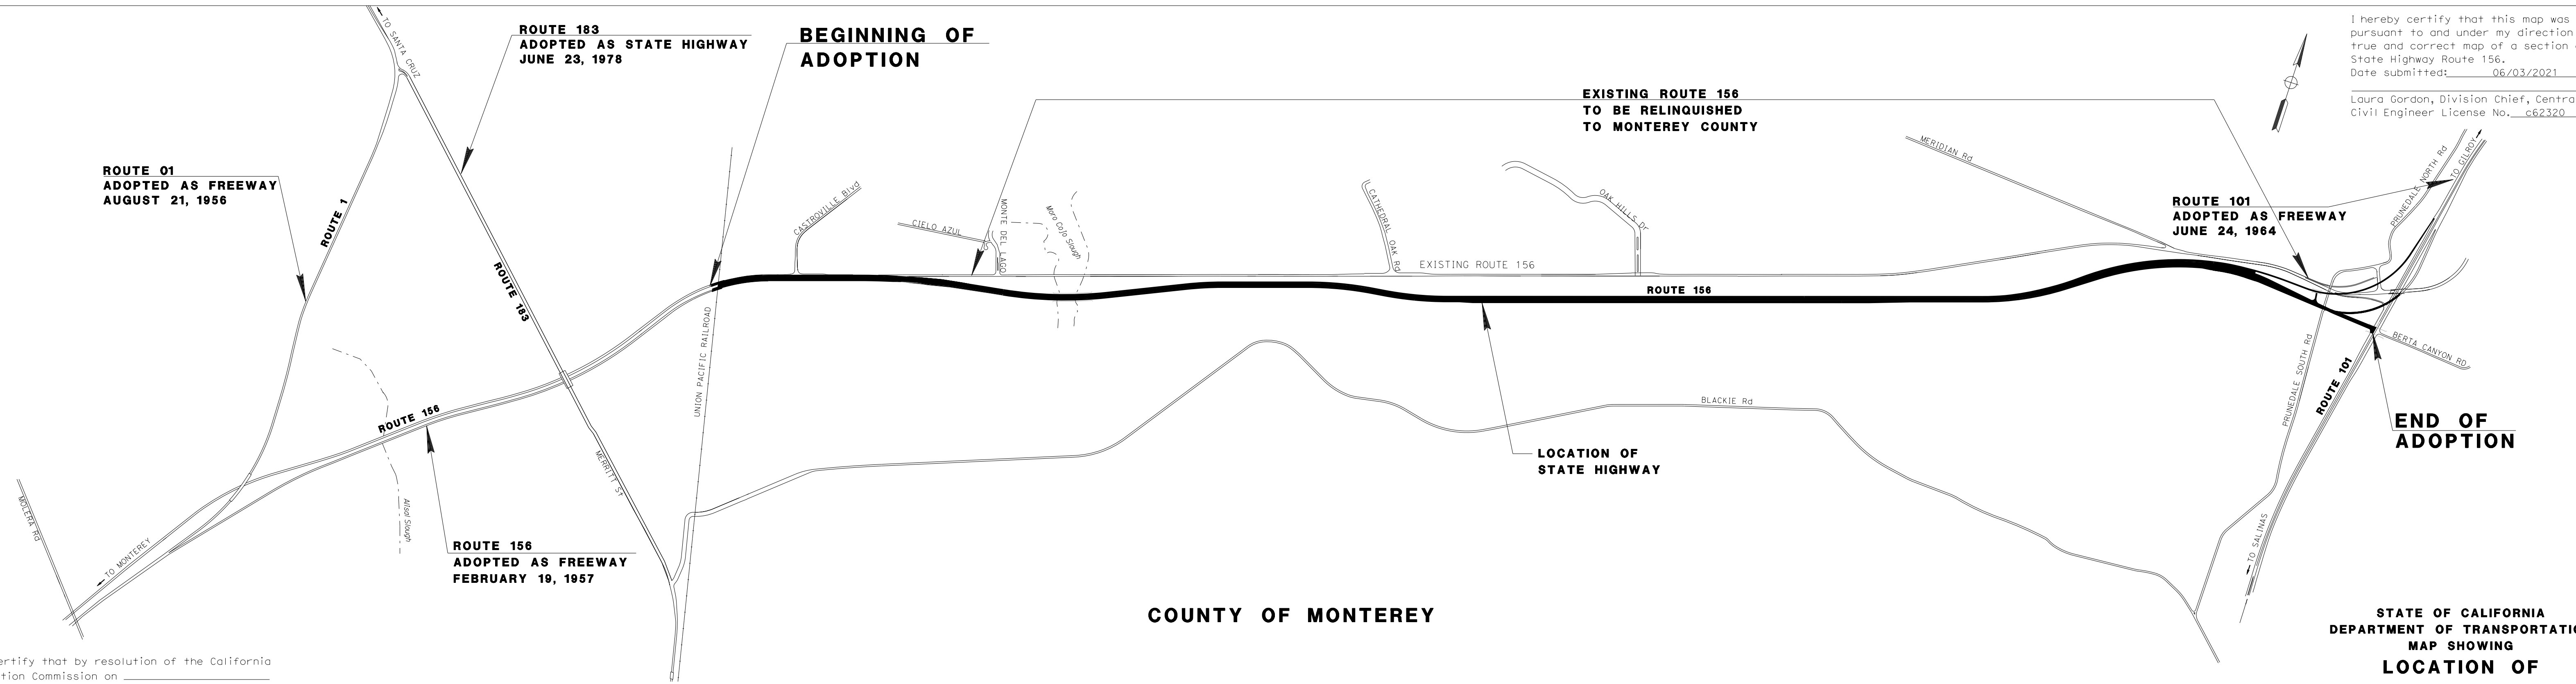 TO SANTA CRUZ
ROUTE 183
ADOPTED AS STATE HIGHWAY
JUNE 23, 1978
BEGINNING OF
ADOPTION
EXISTING ROUTE 156
TO BE RELINQUISHED
TO MONTEREY COUNTY
I hereby certify that this map was
pursuant to and under my direction
true and correct map of a section
State Highway Route 156.
Date submitted: 06/03/2021
Laura Gordon, Division Chief, Centra
Civil Engineer License No. c62320
ROUTE 01
ADOPTED AS FREEWAY
AUGUST 21, 1956
ROUTE 1
ROUTE 183
CASTROVILLE Blvd
CIELO AZUL
MONTE DEL LAGO
Moro Cojo Slough
CATHEDRAL OAK Rd
OAK HILLS Dr
MERIDIAN Rd
ROUTE 101
ADOPTED AS FREEWAY
JUNE 24, 1964
PRUNEDALE NORTH Rd
TO GILROY
EXISTING ROUTE 156
ROUTE 156
UNION PACIFIC RAILROAD
ROUTE 156
MERRITT ST
BLACKIE Rd
PRUNEDALE SOUTH Rd
ROUTE 101
BERTA CANYON RD
END OF
ADOPTION
LOCATION OF
STATE HIGHWAY
MOLERA Rd
TO MONTEREY
Alisal Slough
ROUTE 156
ADOPTED AS FREEWAY
FEBRUARY 19, 1957
TO SALINAS
COUNTY OF MONTEREY
STATE OF CALIFORNIA
DEPARTMENT OF TRANSPORTATIO
MAP SHOWING
LOCATION OF
ertify that by resolution of the California
tion Commission on